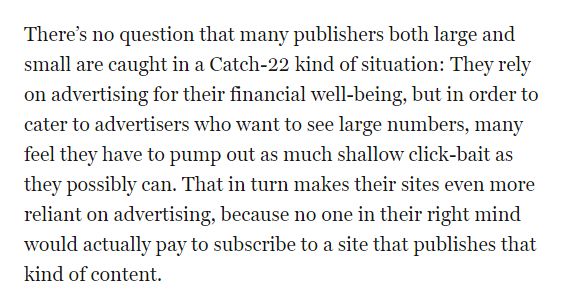 There’s no question that many publishers both large and
small are caught in a Catch-22 kind of situation: They rely
on advertising for their financial well-being, but in order to
cater to advertisers who want to see large numbers, many
feel they have to pump out as much shallow click-bait as
they possibly can. That in turn makes their sites even more
reliant on advertising, because no one in their right mind
would actually pay to subscribe to a site that publishes that
kind of content.